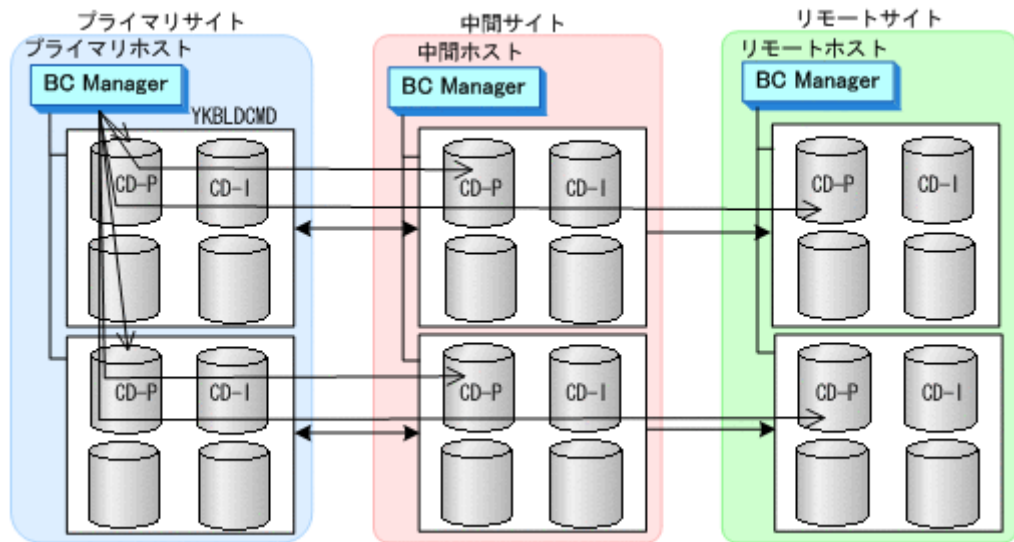 プライマリサイト
中間サイト
リモートサイト
プライマリホスト
中間ホスト
リモートホスト
BC Manager
BC Manager
BC Manager
YKBLDCMD
CD-P
CD-I
CD-P
CD-I
CD-P
CD-P
CD-I
CD-P
CD-I
CD-P